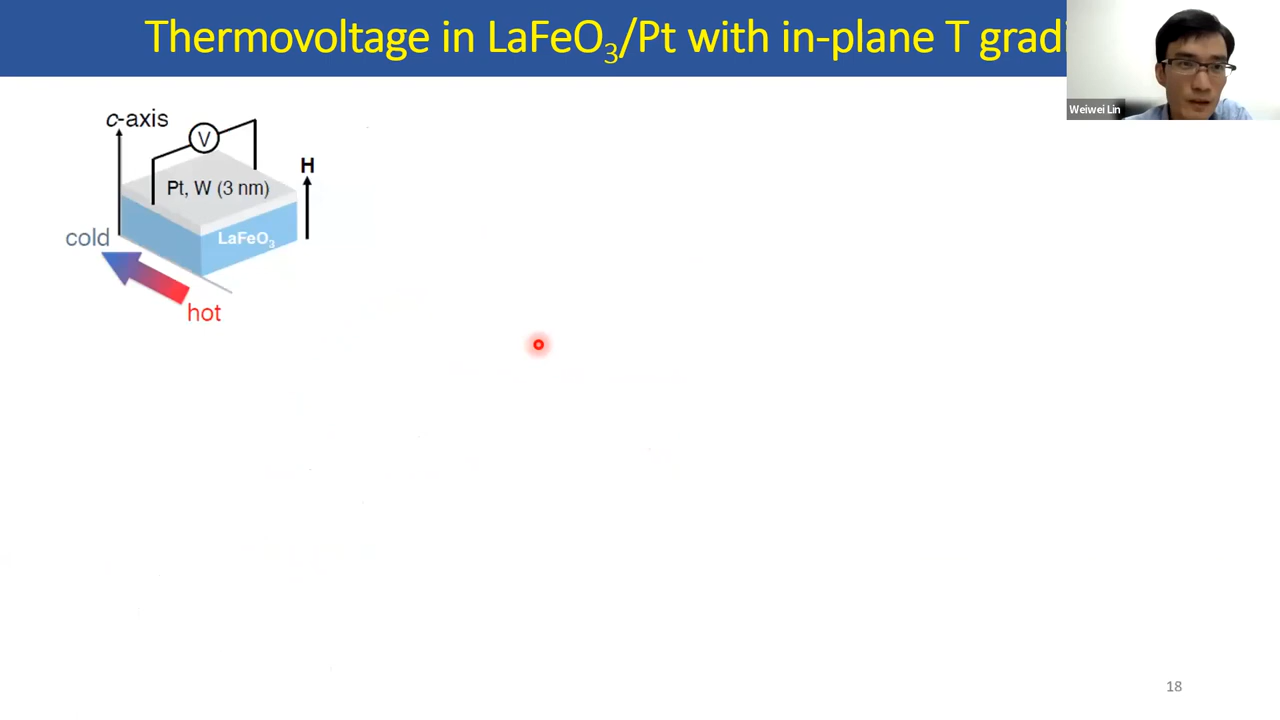 Thermovoltage in LaFeO₃/Pt with in-plane T gradi
Weiwei Lin
c-axis
V
H
Pt, W (3 nm)
cold
LaFeO₃
hot
18